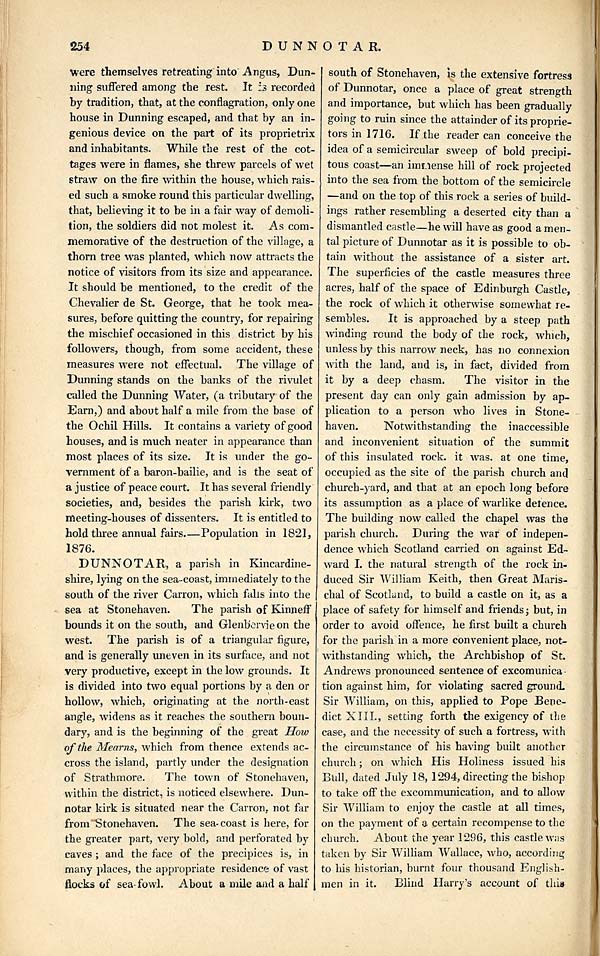 254
DUNNOTAR.
were themselves retreating into Angus, Dun-
ning suffered among the rest. It is recorded
by tradition, that, at the conflagration, only one
house in Dunning escaped, and that by an in-
genious device on the part of its proprietrix
and inhabitants. While the rest of the cot-
tages were in flames, she threw parcels of wet
straw on the fire within the house, which rais-
ed such a smoke round this particular dwelling,
that, believing it to be in a fair way of demoli-
tion, the soldiers did not molest it. As com-
memorative of the destruction of the village, a
thorn tree was planted, which now attracts the
notice of visitors from its size and appearance.
It should be mentioned, to the credit of the
Chevalier de St. George, that he took mea-
sures, before quitting the country, for repairing
the mischief occasioned in this district by his
followers, though, from some accident, these
measures were not effectual. The village of
Dunning stands on the banks of the rivulet
called the Dunning Water, (a tributary of the
Earn,) and about half a mile from the base of
the Ochil Hills. It contains a variety of good
houses, and is much neater in appearance than
most places of its size. It is under the go-
vernment of a baron-bailie, and is the seat of
a justice of peace court. It has several friendly
societies, and, besides the parish kirk, two
meeting-houses of dissenters. It is entitled to
hold three annual fairs.—Population in 1821,
1876.
DUNNOTAR, a parish in Kincardine-
shire, lying on the sea-coast, immediately to the
south of the river Carron, which falls into the
sea at Stonehaven. The parish of Kinneff
bounds it on the south, and Glenbervie on the
west. The parish is of a triangular figure,
and is generally uneven in its surface, and not
very productive, except in the low grounds. It
is divided into two equal portions by a den or
hollow, which, originating at the north-east
angle, widens as it reaches the southern boun-
dary, and is the beginning of the great How
of the Mearns, which from thence extends ac-
cross the island, partly under the designation
of Strathmore. The town of Stonehaven,
within the district, is noticed elsewhere. Dun-
notar kirk is situated near the Carron, not far
from Stonehaven. The sea-coast is here, for
the greater part, very bold, and perforated by
caves; and the face of the precipices is, in
many places, the appropriate residence of vast
flocks of sea-fowl. About a mile and a half
south of Stonehaven, is the extensive fortress
of Dunnotar, once a place of great strength
and importance, but which has been gradually
going to ruin since the attainder of its proprie-
tors in 1716. If the reader can conceive the
idea of a semicircular sweep of bold precipi-
tous coast—an immense hill of rock projected
into the sea from the bottom of the semicircle
—and on the top of this rock a series of build-
ings rather resembling a deserted city than a
dismantled castle—he will have as good a men-
tal picture of Dunnotar as it is possible to ob-
tain without the assistance of a sister art.
The superficies of the castle measures three
acres, half of the space of Edinburgh Castle,
the rock of which it otherwise somewhat re-
sembles. It is approached by a steep path
winding round the body of the rock, which,
unless by this narrow neck, has no connexion
with the land, and is, in fact, divided from
it by a deep chasm. The visitor in the
present day can only gain admission by ap-
plication to a person who lives in Stone-
haven. Notwithstanding the inaccessible
and inconvenient situation of the summit
of this insulated rock. it was. at one time,
occupied as the site of the parish church and
church-yard, and that at an epoch long before
its assumption as a place of warlike defence.
The building now called the chapel was the
parish church. During the war of indepen-
dence which Scotland carried on against Ed-
ward I. the natural strength of the rock in-
duced Sir William Keith, then Great Maris-
chal of Scotland, to build a castle on it, as a
place of safety for himself and friends; but, in
order to avoid offence, he first built a church
for the parish in a more convenient place, not-
withstanding which, the Archbishop of St.
Andrews pronounced sentence of excomunica-
tion against him, for violating sacred ground.
Sir William, on this, applied to Pope Bene-
dict XIII., setting forth the exigency of the
case, and the necessity of such a fortress, with
the circumstance of his having built another
church; on which His Holiness issued his
Bull, dated July 18, 1294, directing the bishop
to take off the excommunication, and to allow
Sir William to enjoy the castle at all times,
on the payment of a certain recompense to the
church. About the year 1296, this castle was
taken by Sir William Wallace, who, according
to his historian, burnt four thousand English-
men in it. Blind Harry's account of this